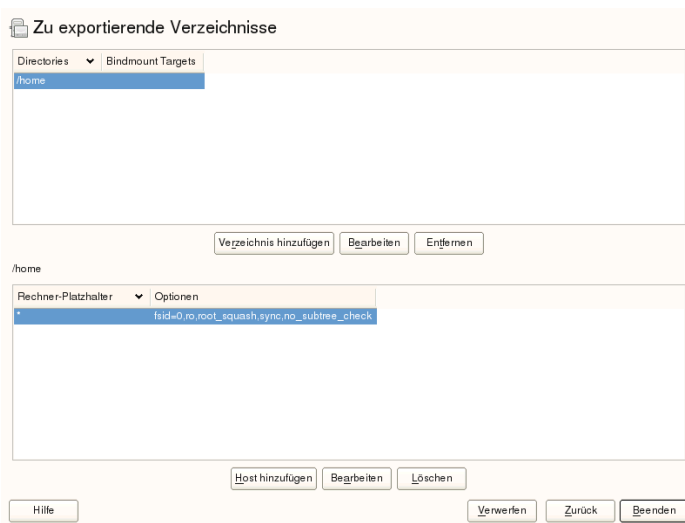 Zu exportierende Verzeichnisse
Directories Bindmount Targets
/home
Verzeichnis hinzufügen Bearbeiten Entfernen
/home
Rechner-Platzhalter Optionen
* fsid=0,ro,root_squash,sync,no_subtree_check
Host hinzufügen Bearbeiten Löschen
Hilfe Verwerfen Zurück Beenden